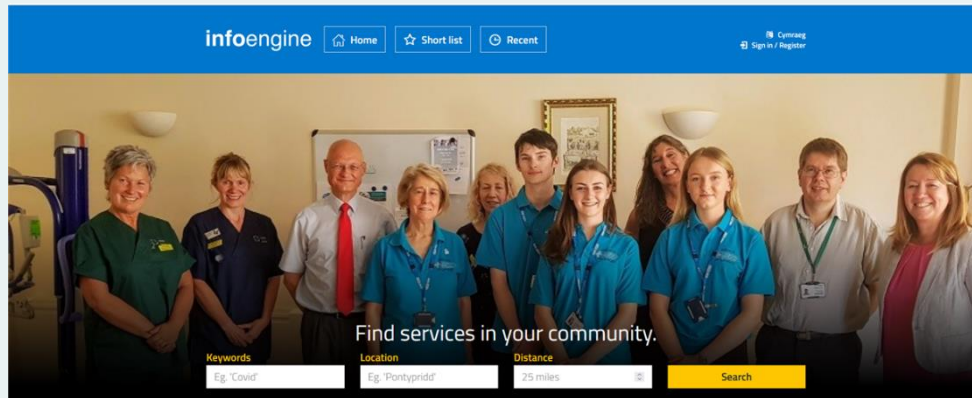 infoengine
Home
Short list
Recent
Cymraeg
Sign in / Register
Find services in your community.
Keywords
Location
Distance
Eg. 'Covid'
Eg. 'Pontypridd'
25 miles
Search